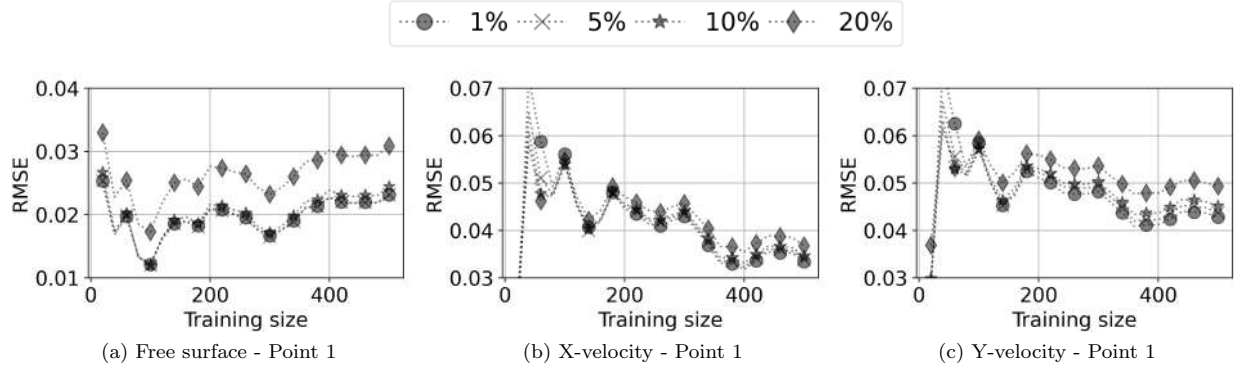 1% 5% 10% 20%
0.04
0.03
0.02
0.01
RMSE
0 200 400
Training size
(a) Free surface - Point 1
0.07
0.06
0.05
0.04
0.03
RMSE
0 200 400
Training size
(b) X-velocity - Point 1
0.07
0.06
0.05
0.04
0.03
RMSE
0 200 400
Training size
(c) Y-velocity - Point 1